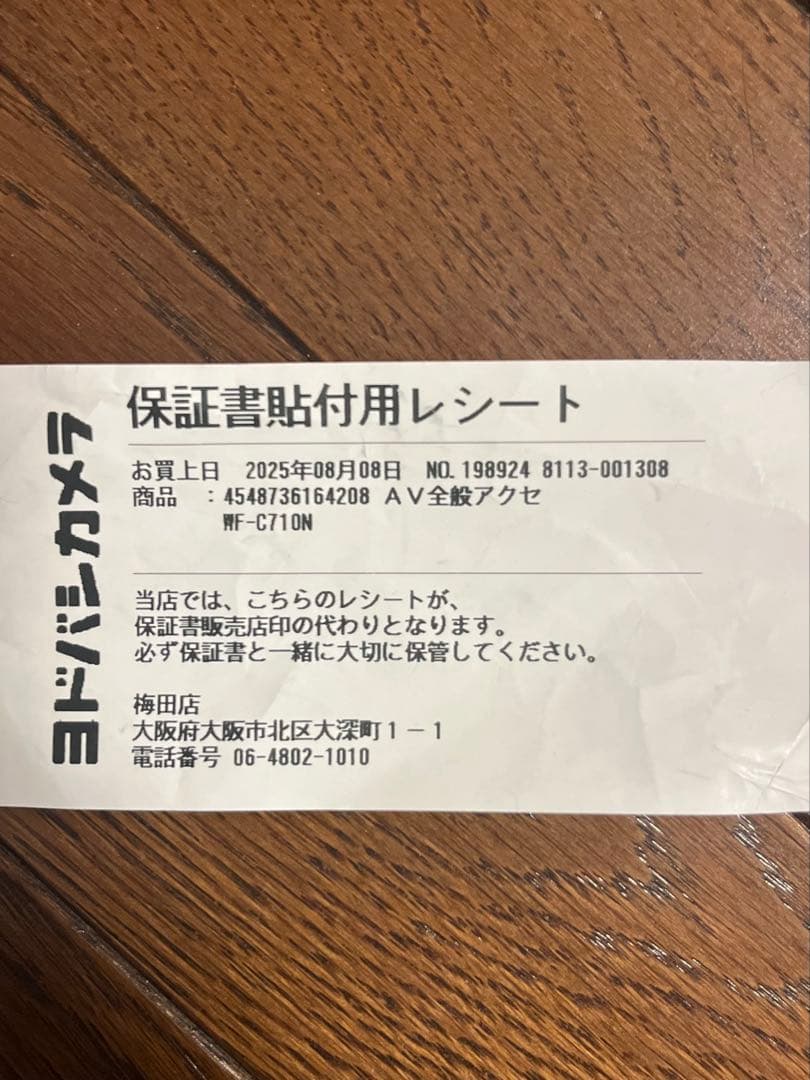 ヨドバシカメラ
保証書貼付用レシート
お買上日 2025年08月08日 NO. 198924 8113-001308
商品 :4548736164208 AV全般アクセ
WF-C710N
当店では、こちらのレシートが、
保証書販売店印の代わりとなります。
必ず保証書と一緒に大切に保管してください。
梅田店
大阪府大阪市北区大深町1-1
電話番号 06-4802-1010